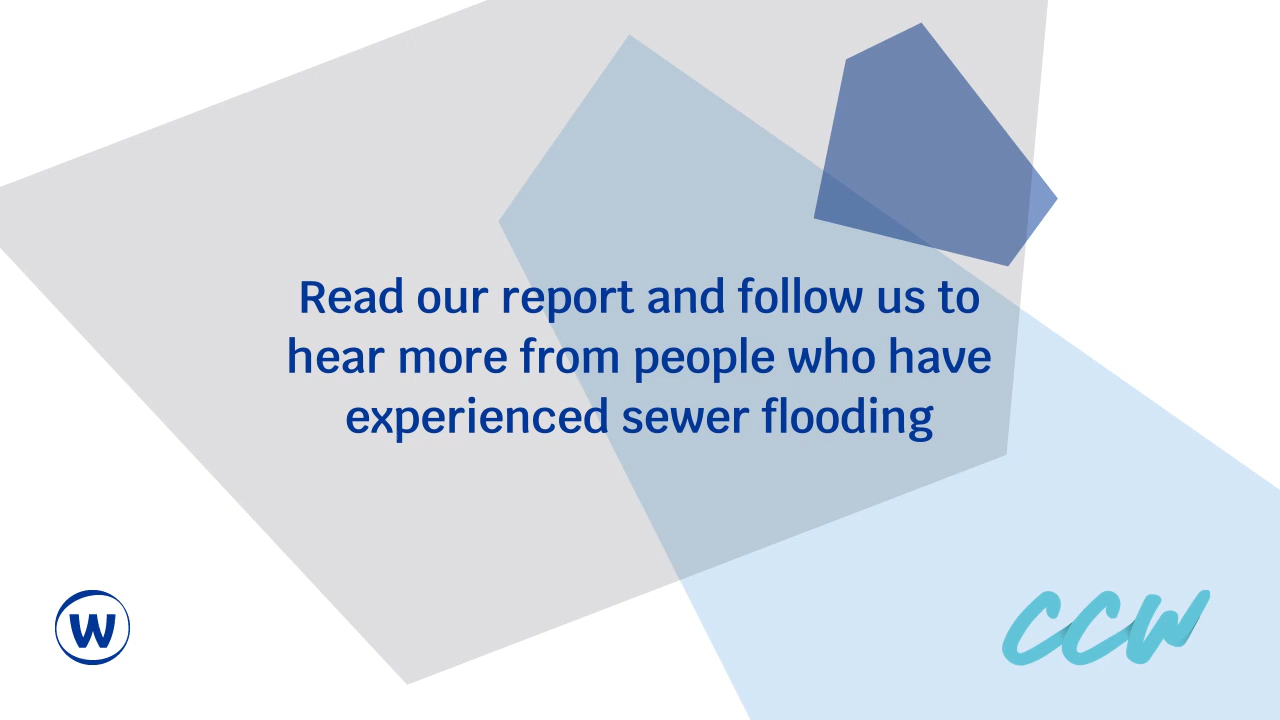 Read our report and follow us to
hear more from people who have
experienced sewer flooding
W
CCW